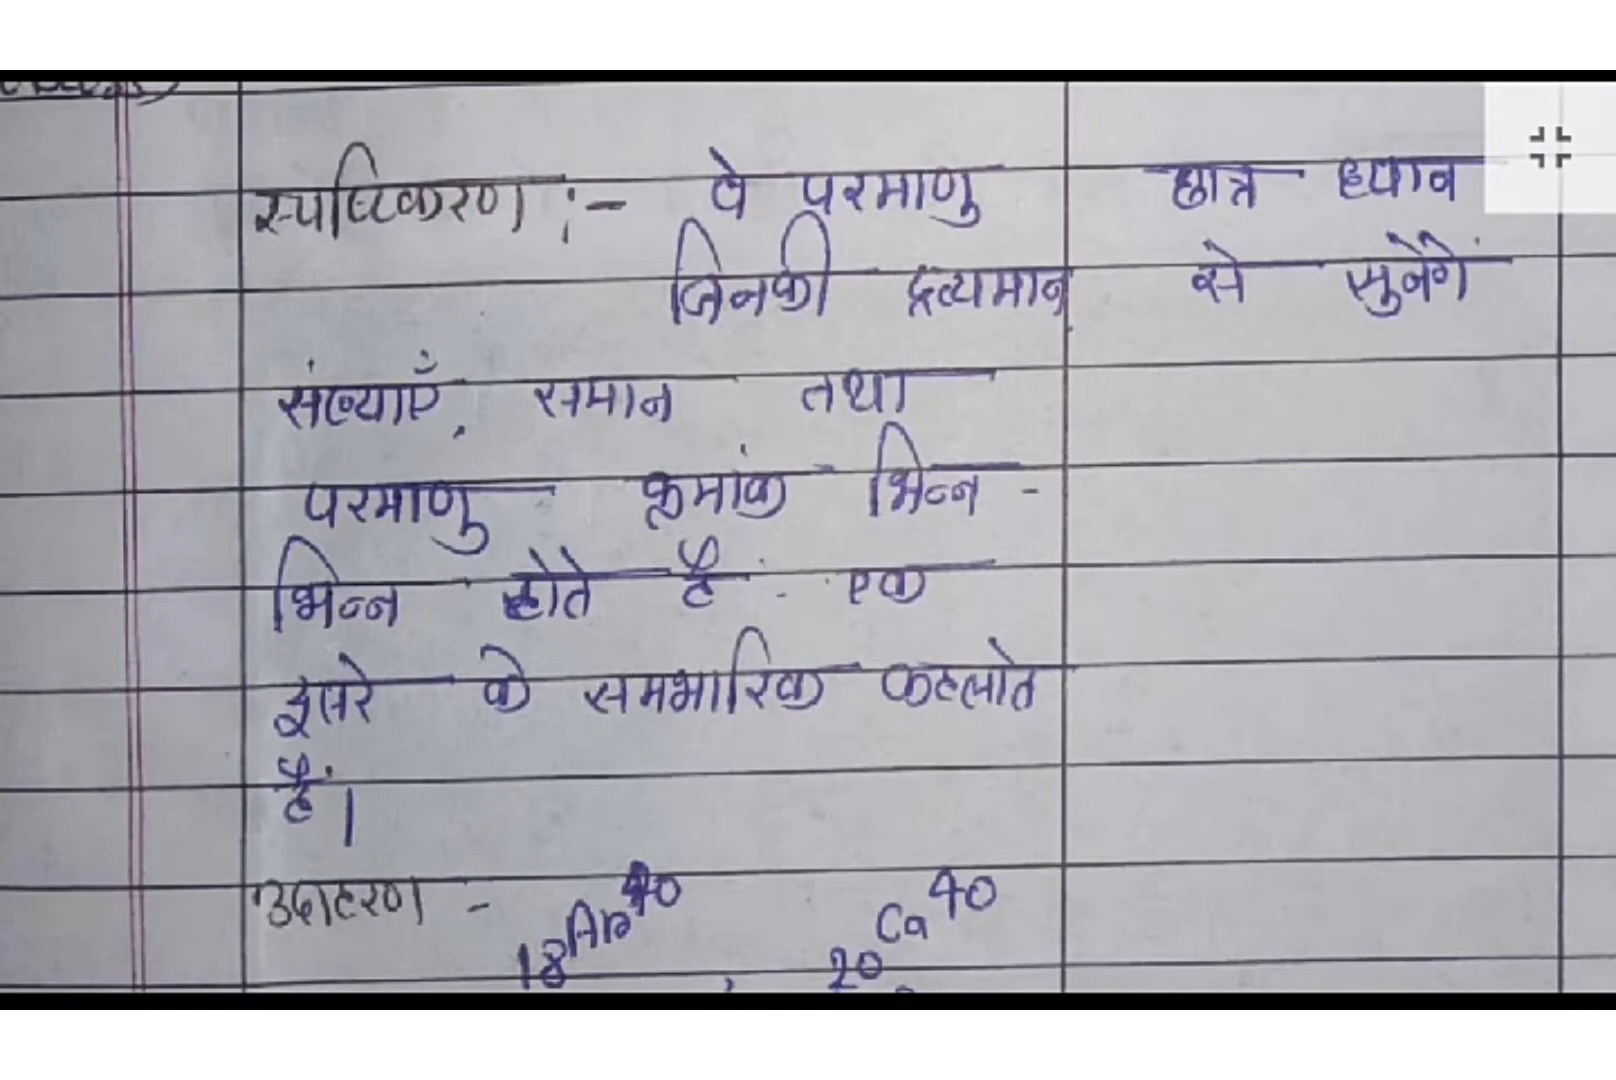 स्पष्टिकरण :- वे परमाणु
जिनकी द्रव्यमान
संख्याएँ समान तथा
परमाणु क्रमांक भिन्न -
भिन्न होते है एक
दूसरे के समभारिक कहलाते
हैं।
उदाहरण - 18Ar40 , 20Ca40
छात्र ध्यान
से सुनेगें